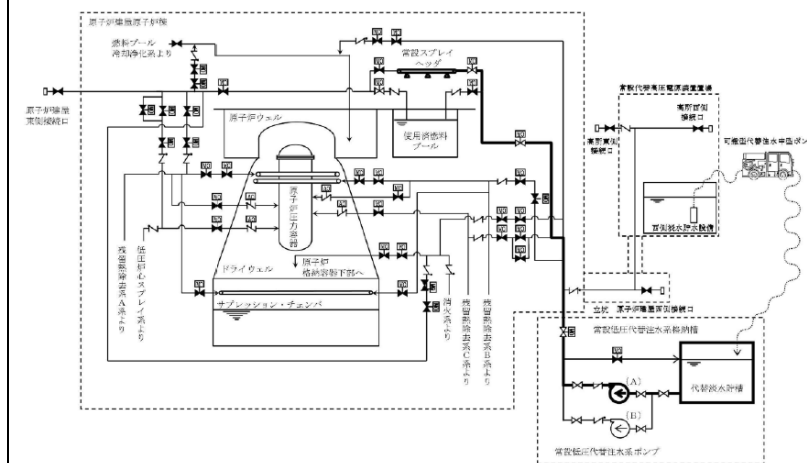 原子炉建屋原子炉棟
燃料プール
冷却浄化系より
常設スプレイ
ヘッダ
原子炉建屋
東側接続口
原子炉ウェル
使用済燃料
プール
常設代替高圧電源装置置場
高所西側
接続口
高所東側
接続口
可搬型代替注水中型ポンプ
西側淡水貯水設備
原子炉圧力容器
ドライウェル
原子炉
格納容器下部へ
サプレッション・チェンバ
残留熱除去系A系より
低圧炉心スプレイ系より
消火系より
残留熱除去系C系より
残留熱除去系B系より
立坑
原子炉建屋西側接続口
常設低圧代替注水系格納槽
(A)
代替淡水貯槽
(B)
常設低圧代替注水系ポンプ